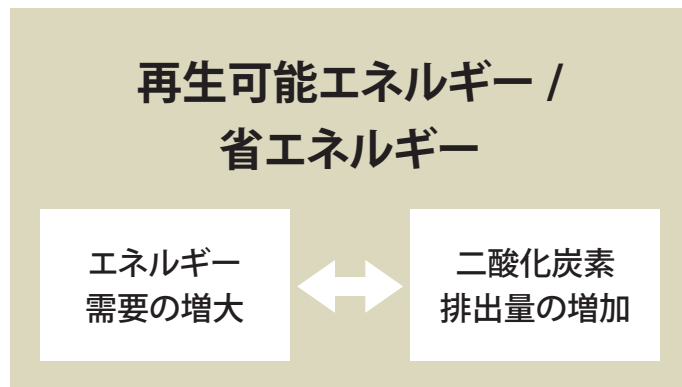 再生可能エネルギー /
省エネルギー
エネルギー
需要の増大
二酸化炭素
排出量の増加